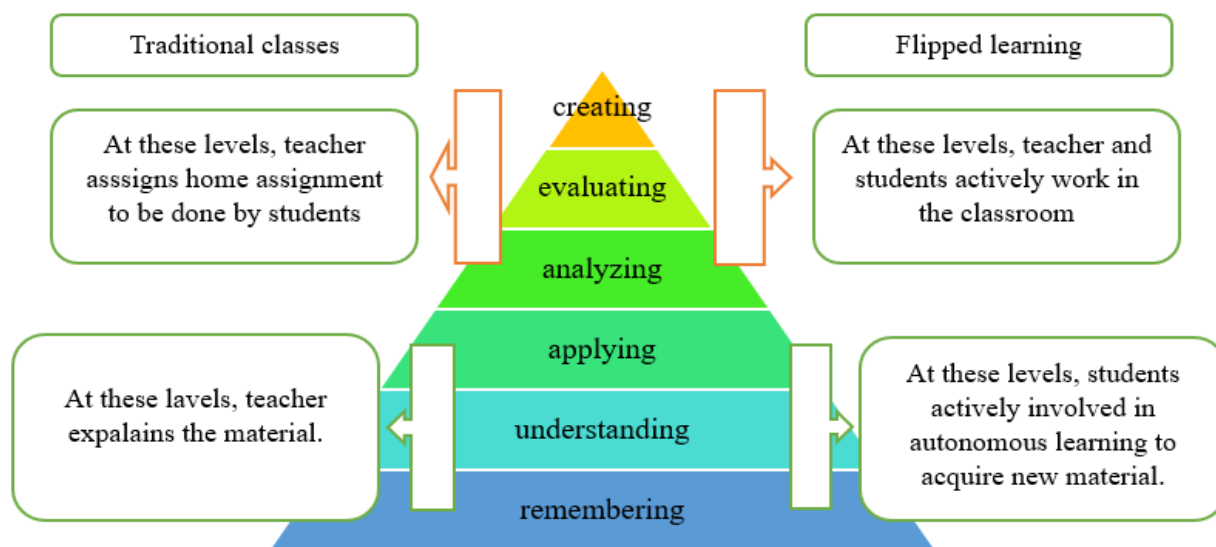 Traditional classes
Flipped learning
At these levels, teacher
asssigns home assignment
to be done by students
creating
evaluating
analyzing
applying
understanding
remembering
At these levels, teacher and
students actively work in
the classroom
At these lavels, teacher
expalains the material.
At these levels, students
actively involved in
autonomous learning to
acquire new material.